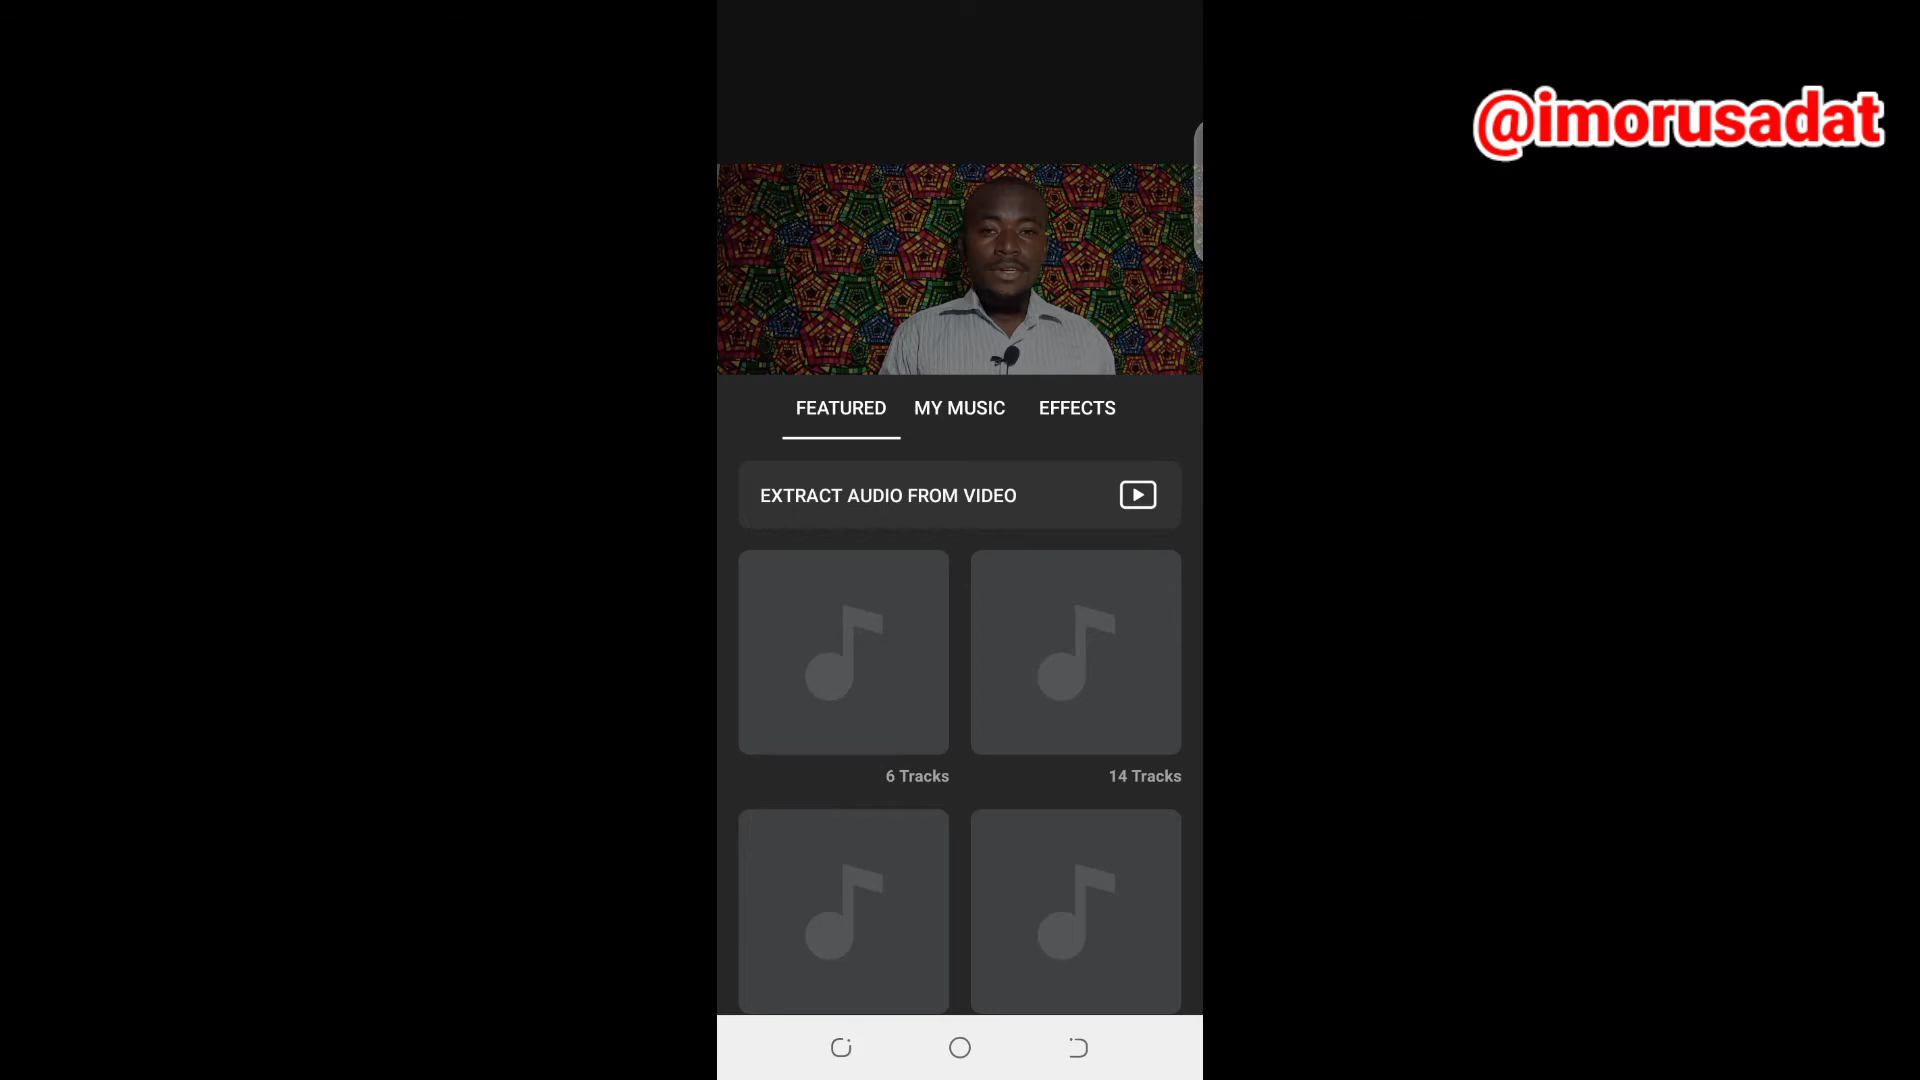 @imorusadat
FEATURED MY MUSIC EFFECTS
EXTRACT AUDIO FROM VIDEO
6 Tracks 14 Tracks